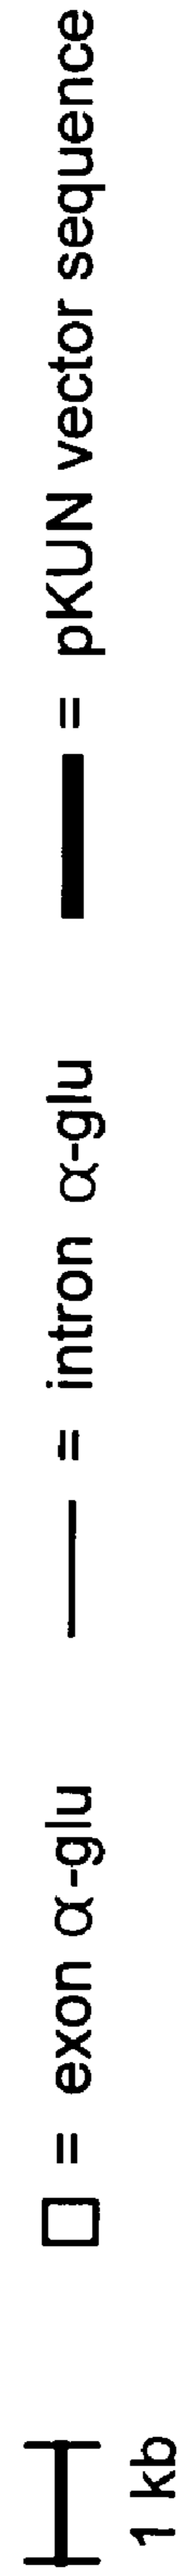 1 kb
= exon α-glu
= intron α-glu
= pKUN vector sequence